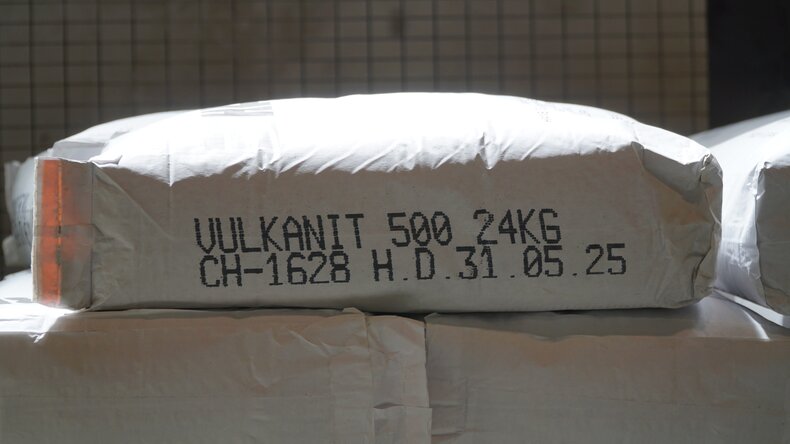 VULKANIT 500 24KG
CH-1628 H.D.31.05.25